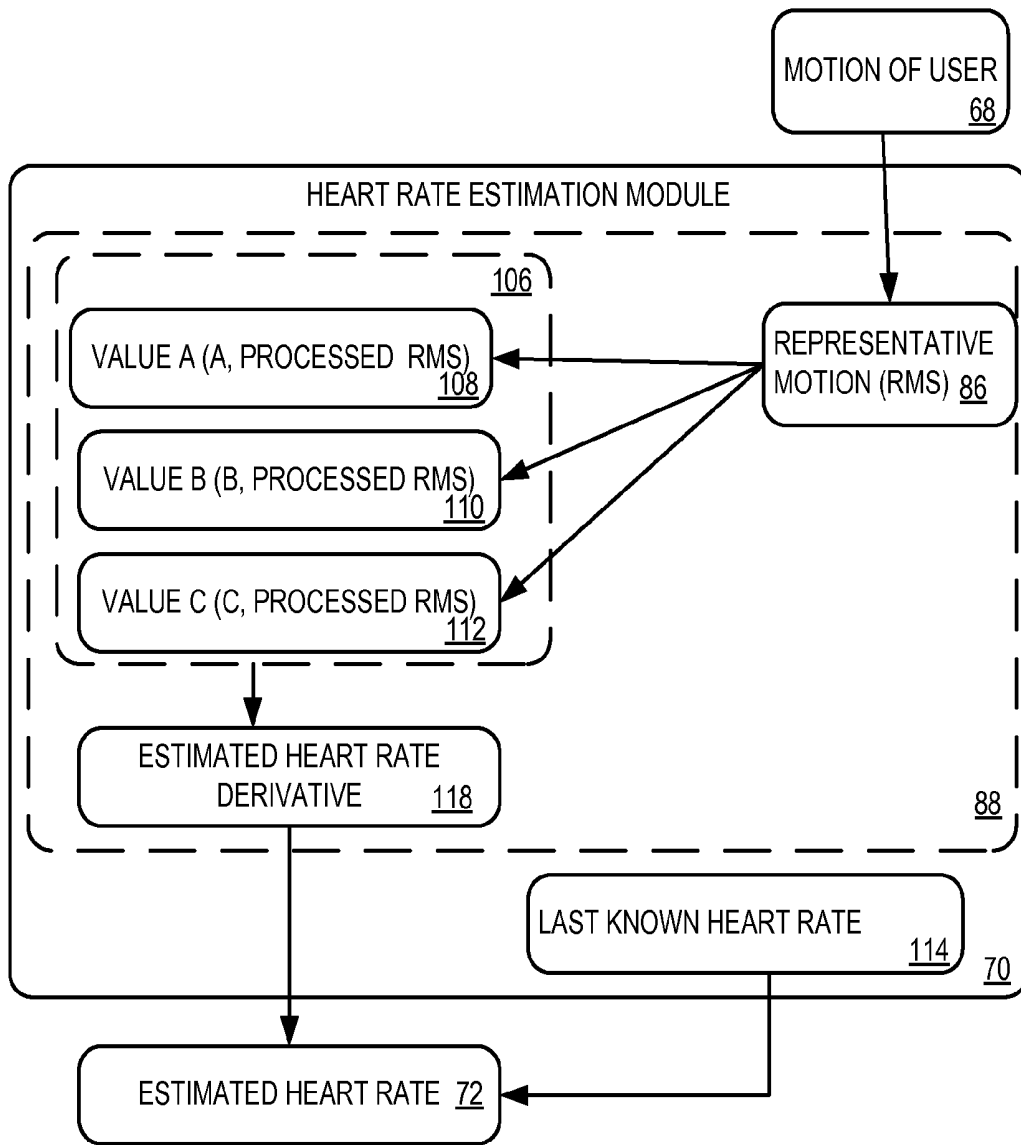 MOTION OF USER
68
HEART RATE ESTIMATION MODULE
106
VALUE A (A, PROCESSED RMS)
108
REPRESENTATIVE
MOTION (RMS) 86
VALUE B (B, PROCESSED RMS)
110
VALUE C (C, PROCESSED RMS)
112
ESTIMATED HEART RATE
DERIVATIVE 118
88
LAST KNOWN HEART RATE
114
70
ESTIMATED HEART RATE 72